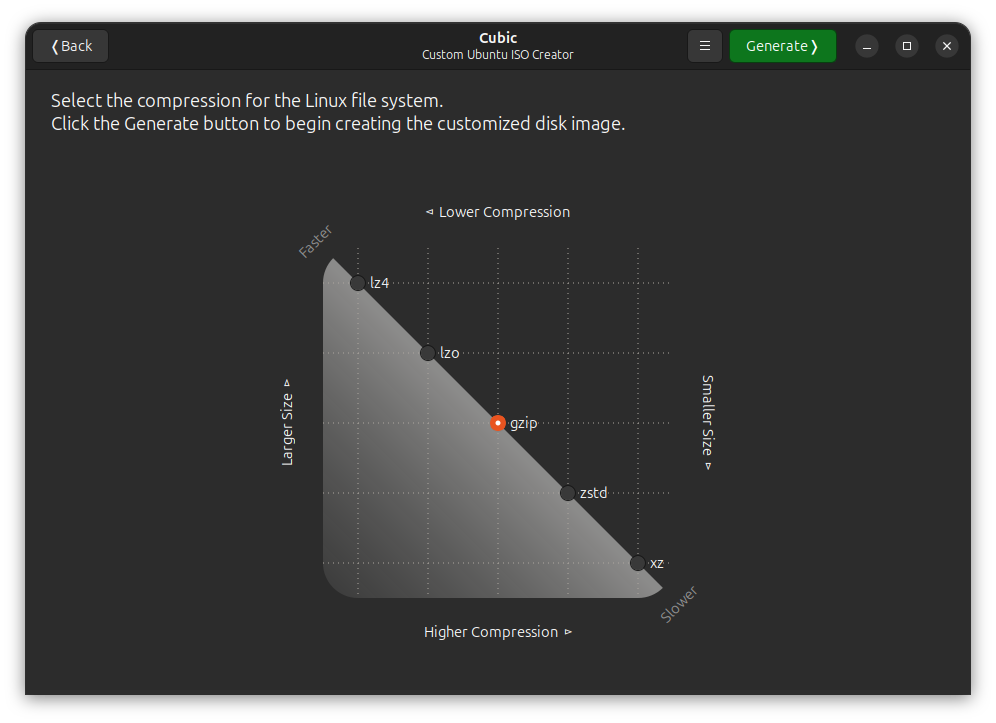 ❬Back
Cubic
Custom Ubuntu ISO Creator
Generate❭
Select the compression for the Linux file system.
Click the Generate button to begin creating the customized disk image.
⊲ Lower Compression
Faster
lz4
lzo
Larger Size ⊳
gzip
Smaller Size ⊳
zstd
xz
Slower
Higher Compression ⊳